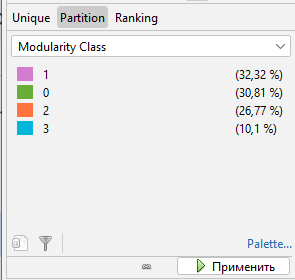 Unique Partition Ranking
Modularity Class
1 (32,32 %)
0 (30,81 %)
2 (26,77 %)
3 (10,1 %)
Palette...
Применить